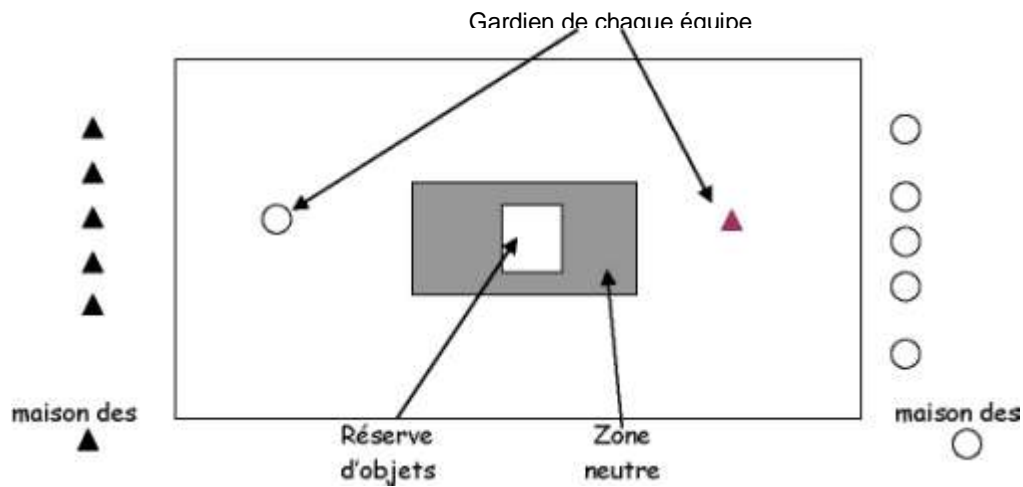 Gardien de chaque équipe
maison des
maison des
Réserve
d'objets
Zone
neutre